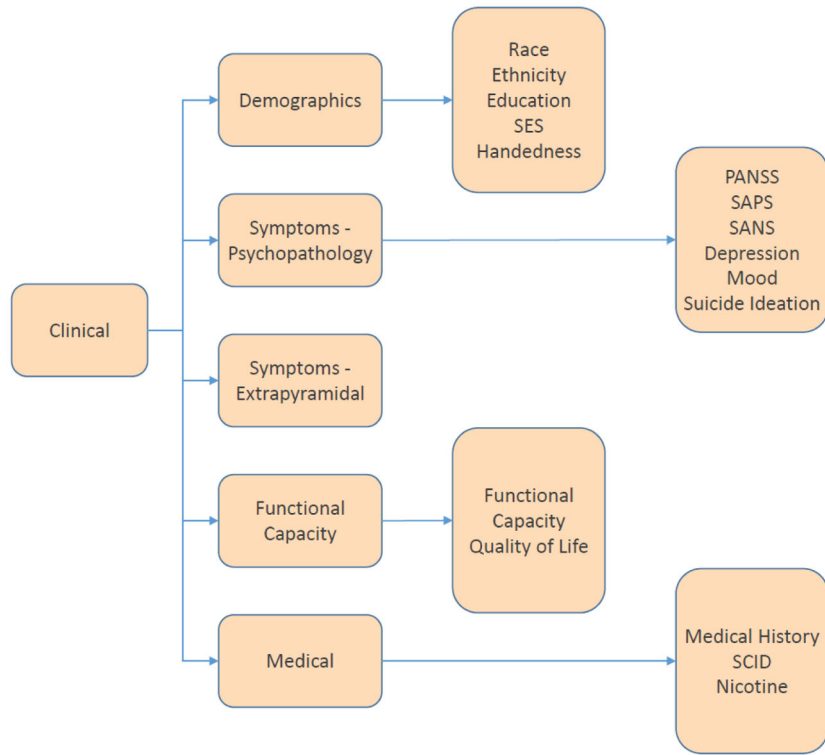 Clinical
Demographics
Race
Ethnicity
Education
SES
Handedness
Symptoms -
Psychopathology
PANSS
SAPS
SANS
Depression
Mood
Suicide Ideation
Symptoms -
Extrapyramidal
Functional
Capacity
Functional
Capacity
Quality of Life
Medical
Medical History
SCID
Nicotine